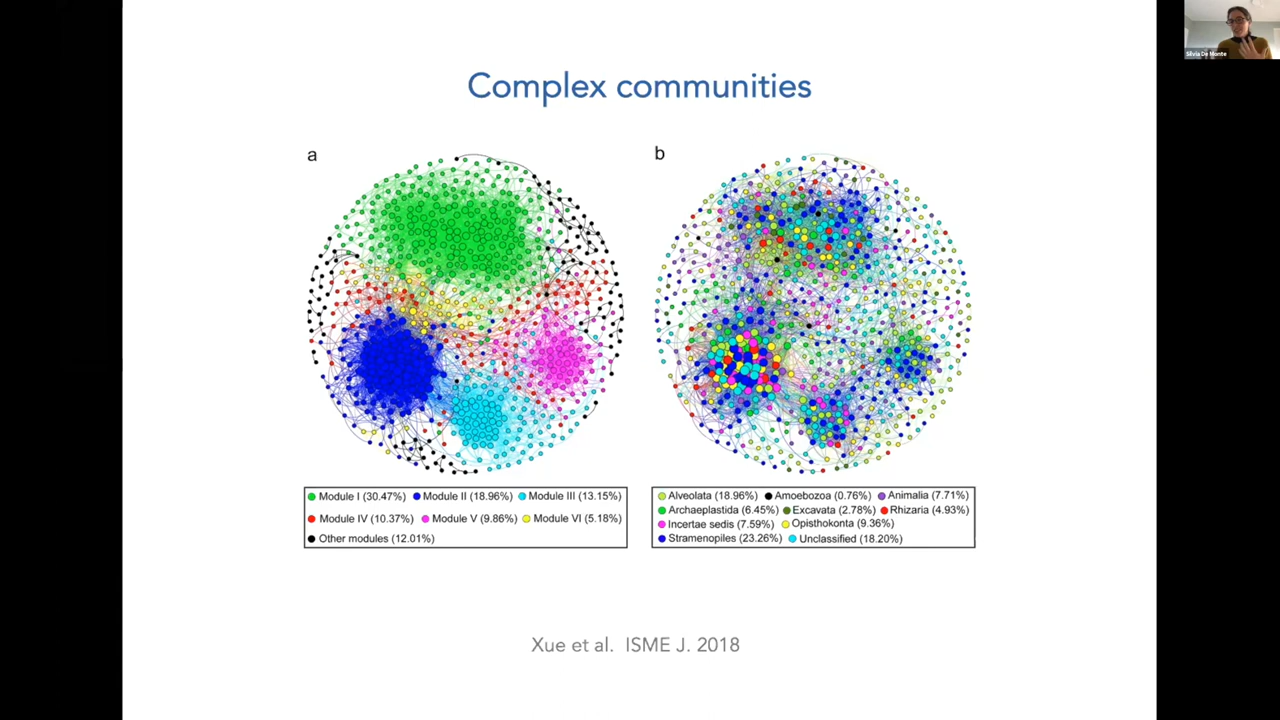 Silvia De Monte
Complex communities
a
b
Module I (30.47%) Module II (18.96%) Module III (13.15%)
Module IV (10.37%) Module V (9.86%) Module VI (5.18%)
Other modules (12.01%)
Alveolata (18.96%) Amoebozoa (0.76%) Animalia (7.71%)
Archaeplastida (6.45%) Excavata (2.78%) Rhizaria (4.93%)
Incertae sedis (7.59%) Opisthokonta (9.36%)
Stramenopiles (23.26%) Unclassified (18.20%)
Xue et al. ISME J. 2018